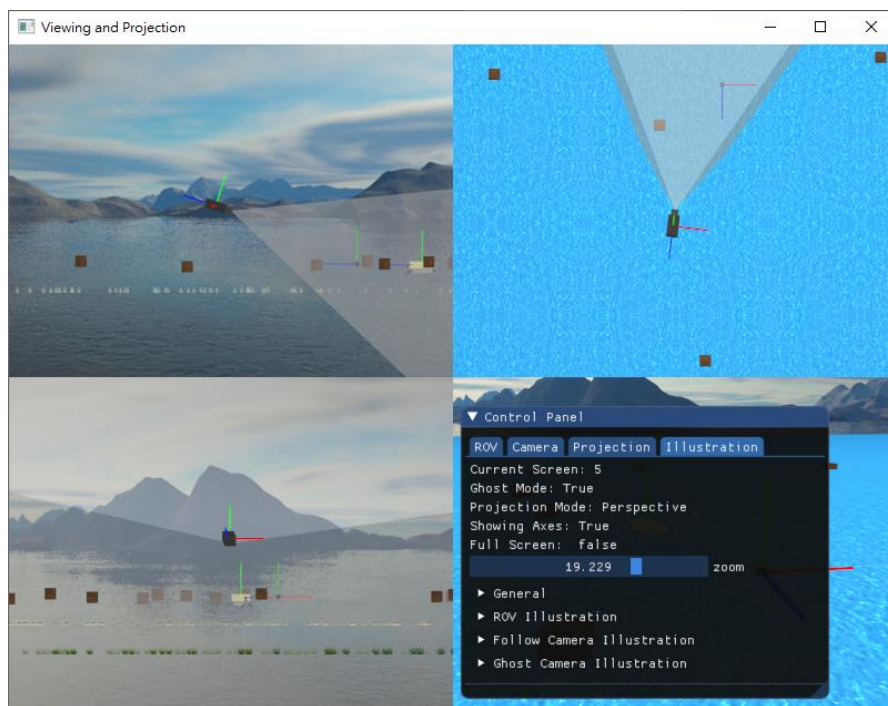 Viewing and Projection
Control Panel
ROV Camera Projection Illustration
Current Screen: 5
Ghost Mode: True
Projection Mode: Perspective
Showing Axes: True
Full Screen: false
19.229 zoom
General
ROV Illustration
Follow Camera Illustration
Ghost Camera Illustration